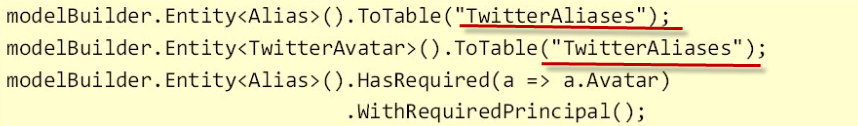 modelBuilder.Entity<Alias>().ToTable("TwitterAliases");
modelBuilder.Entity<TwitterAvatar>().ToTable("TwitterAliases");
modelBuilder.Entity<Alias>().HasRequired(a => a.Avatar)
.WithRequiredPrincipal();